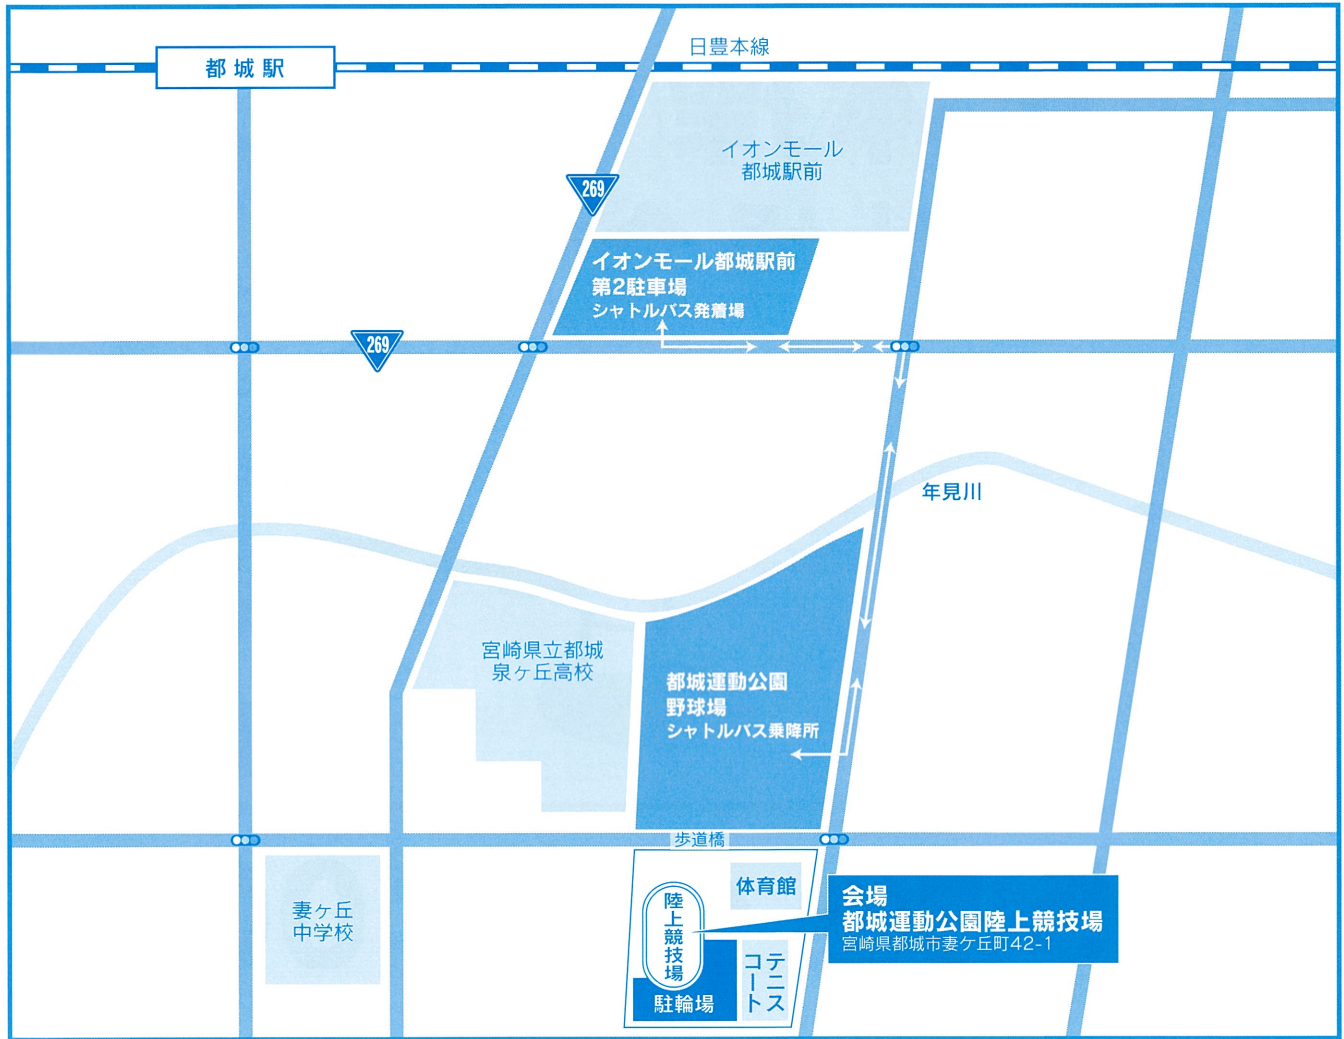 日豊本線
都城駅
イオンモール
都城駅前
269
イオンモール都城駅前
第2駐車場
シャトルバス発着場
269
年見川
宮崎県立都城
泉ヶ丘高校
都城運動公園
野球場
シャトルバス乗降所
歩道橋
体育館
陸上競技場
会場
都城運動公園陸上競技場
宮崎県都城市妻ケ丘町42-1
妻ヶ丘
中学校
テニス
コート
駐輪場